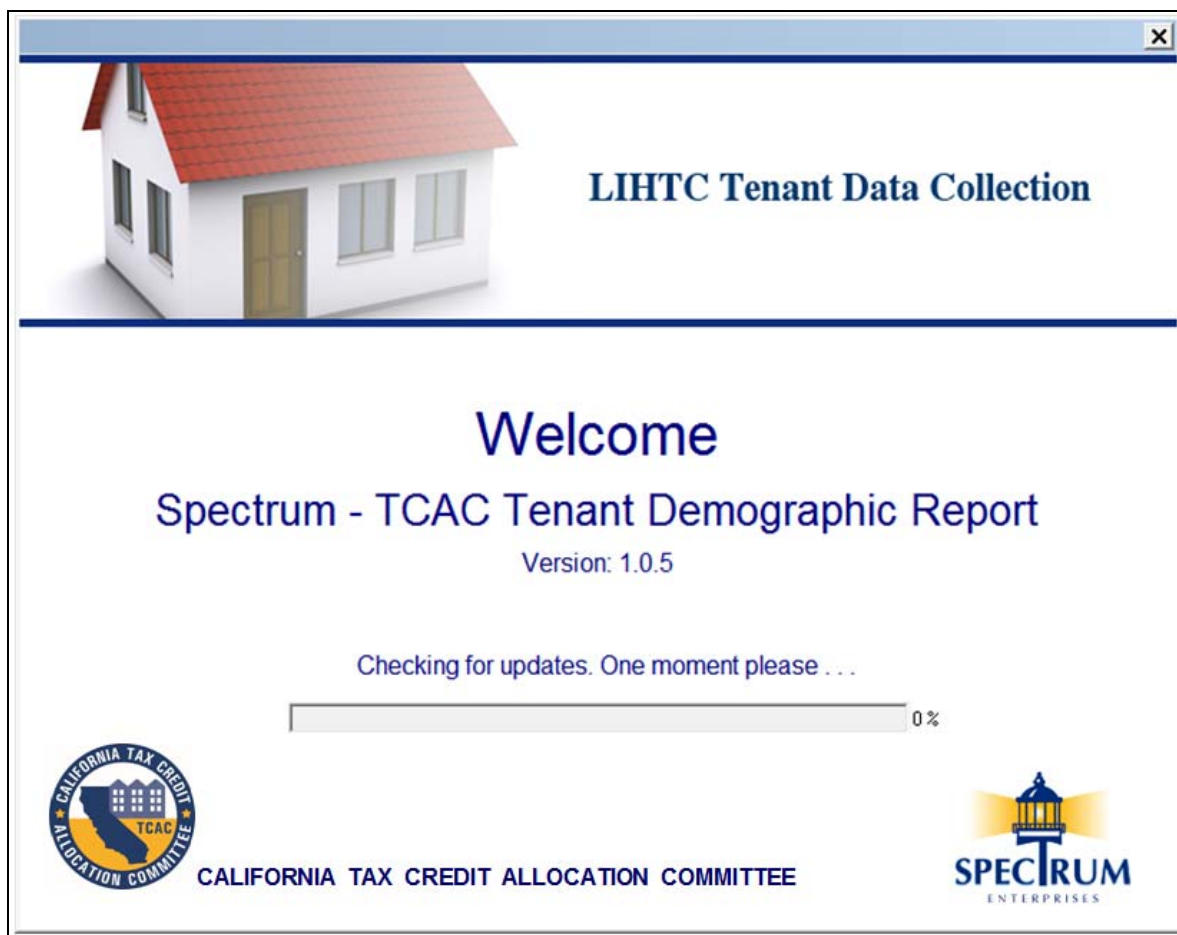 LIHTC Tenant Data Collection
Welcome
Spectrum - TCAC Tenant Demographic Report
Version: 1.0.5
Checking for updates. One moment please . . .
0 %
CALIFORNIA TAX CREDIT
TCAC
ALLOCATION COMMITTEE
CALIFORNIA TAX CREDIT ALLOCATION COMMITTEE
SPECTRUM
ENTERPRISES